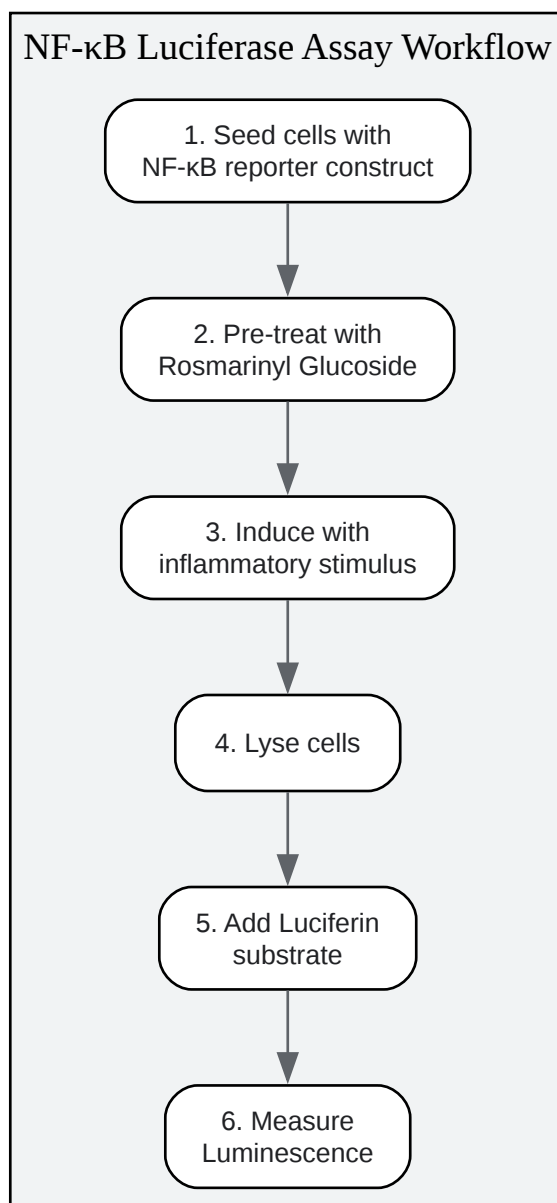 NF-κB Luciferase Assay Workflow
1. Seed cells with
NF-κB reporter construct
2. Pre-treat with
Rosmarinyl Glucoside
3. Induce with
inflammatory stimulus
4. Lyse cells
5. Add Luciferin
substrate
6. Measure
Luminescence